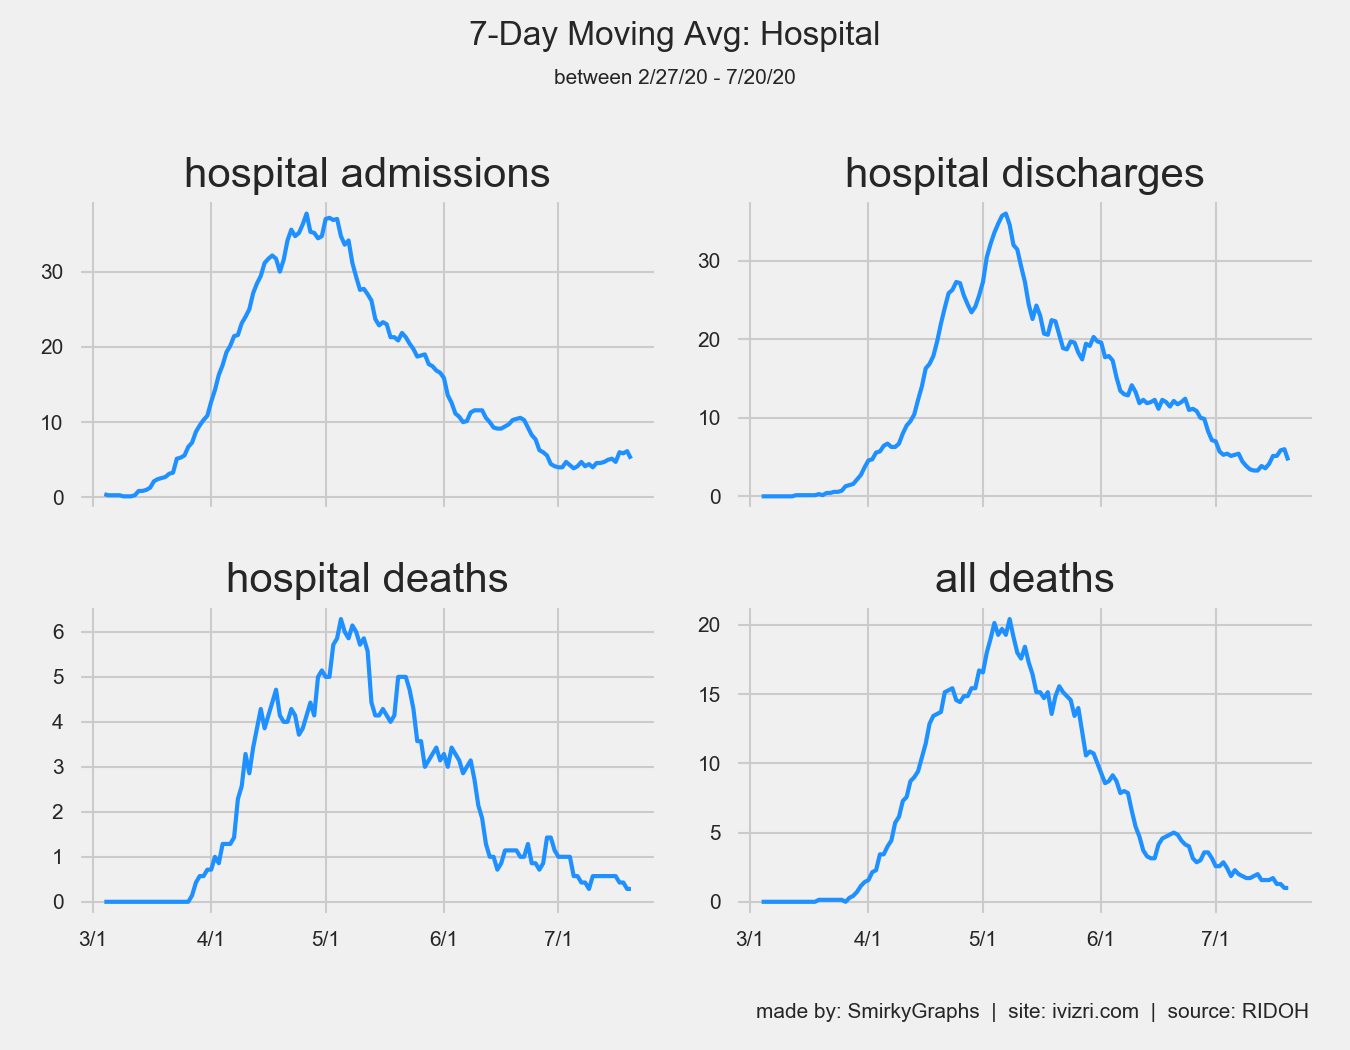 7-Day Moving Avg: Hospital
between 2/27/20 - 7/20/20
hospital admissions
hospital discharges
30
20
10
0
30
20
10
0
hospital deaths
all deaths
6
5
4
3
2
1
0
20
15
10
5
0
3/1 4/1 5/1 6/1 7/1
3/1 4/1 5/1 6/1 7/1
made by: SmirkyGraphs | site: ivizri.com | source: RIDOH